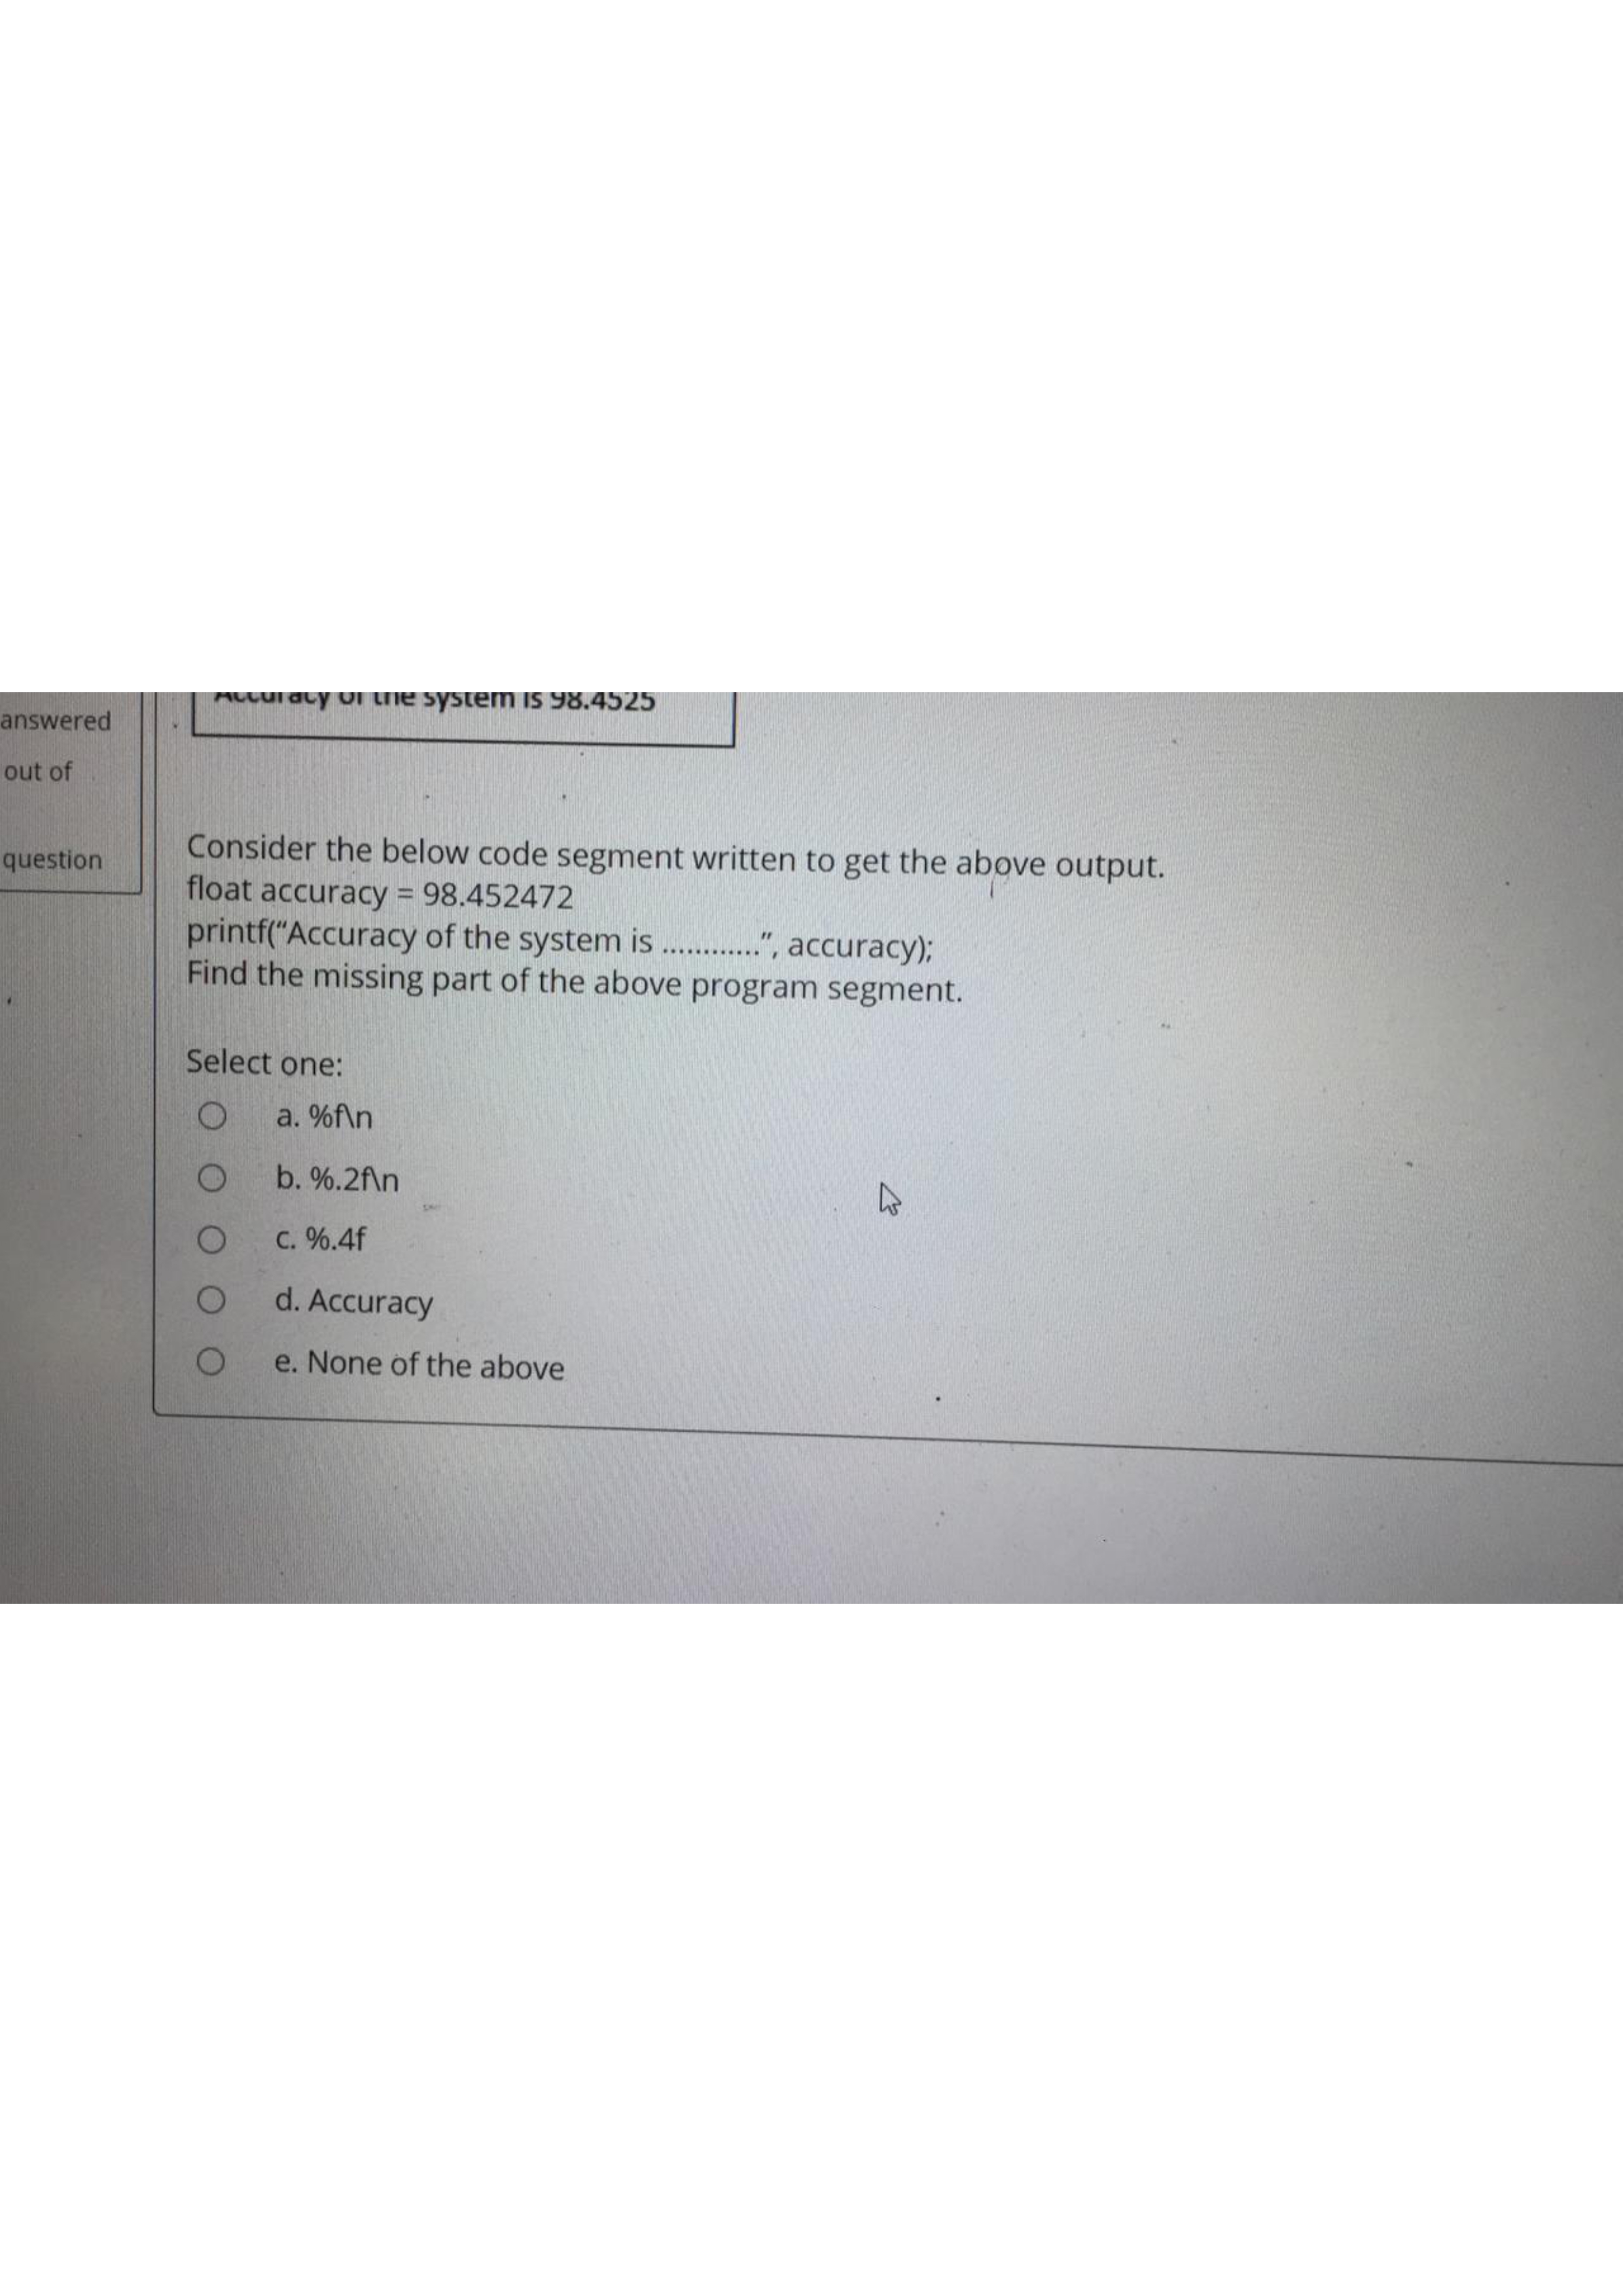 Accuracy of the system is 98.4525
answered
out of
question
Consider the below code segment written to get the above output.
float accuracy = 98.452472
printf("Accuracy of the system is ............", accuracy);
Find the missing part of the above program segment.
Select one:
a. %f\n
b. %.2f\n
c. %.4f
d. Accuracy
e. None of the above